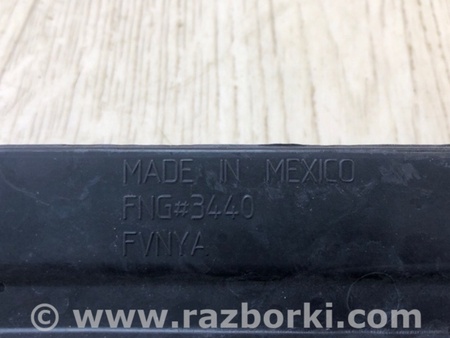 MADE IN MEXICO
FNG#3440
FVNYA
© www.razborki.com